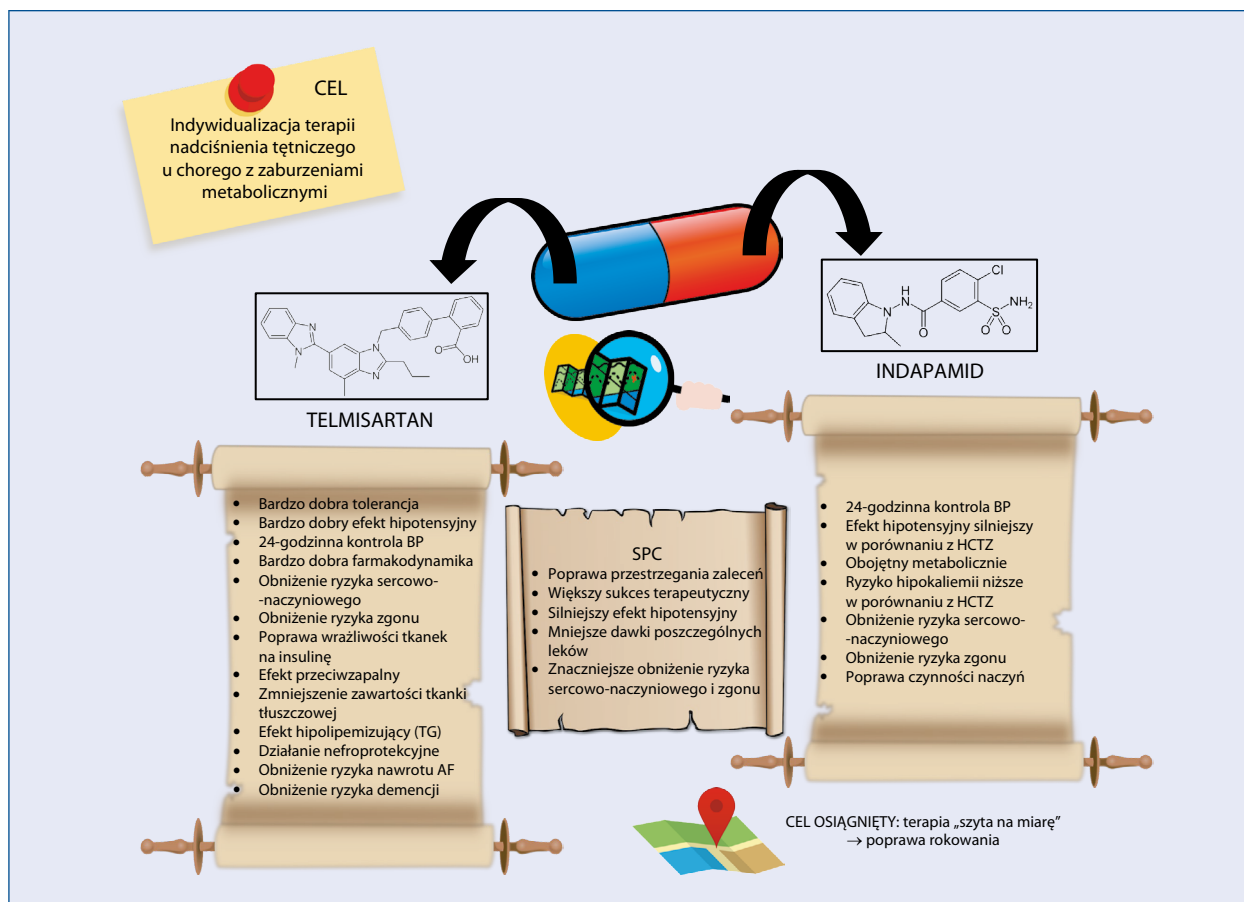 CEL
Indywidualizacja terapii
nadciśnienia tętniczego
u chorego z zaburzeniami
metabolicznymi
N
N
N
N
O
OH
TELMISARTAN
Cl
H
N
N
O
S
NH2
O
O
INDAPAMID
• Bardzo dobra tolerancja
• Bardzo dobry efekt hipotensyjny
• 24-godzinna kontrola BP
• Bardzo dobra farmakodynamika
• Obniżenie ryzyka sercowo-
-naczyniowego
• Obniżenie ryzyka zgonu
• Poprawa wrażliwości tkanek
na insulinę
• Efekt przeciwzapalny
• Zmniejszenie zawartości tkanki
tłuszczowej
• Efekt hipolipemizujący (TG)
• Działanie nefroprotekcyjne
• Obniżenie ryzyka nawrotu AF
• Obniżenie ryzyka demencji
SPC
• Poprawa przestrzegania zaleceń
• Większy sukces terapeutyczny
• Silniejszy efekt hipotensyjny
• Mniejsze dawki poszczególnych
leków
• Znaczniejsze obniżenie ryzyka
sercowo-naczyniowego i zgonu
• 24-godzinna kontrola BP
• Efekt hipotensyjny silniejszy
w porównaniu z HCTZ
• Obojętny metabolicznie
• Ryzyko hipokaliemii niższe
w porównaniu z HCTZ
• Obniżenie ryzyka sercowo-
-naczyniowego
• Obniżenie ryzyka zgonu
• Poprawa czynności naczyń
CEL OSIĄGNIĘTY: terapia „szyta na miarę”
→ poprawa rokowania